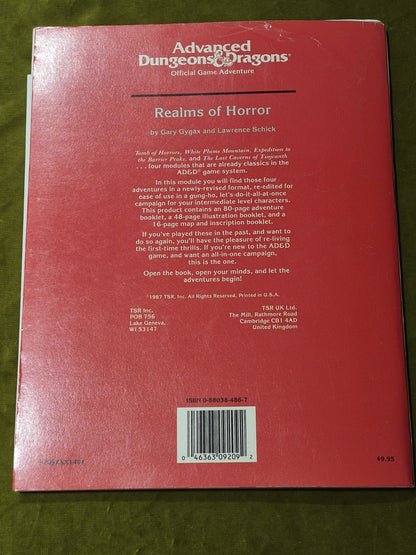 Advanced
Dungeons & Dragons®
Official Game Adventure
Realms of Horror
by Gary Gygax and Lawrence Schick
Tomb of Horrors, White Plume Mountain, Expedition to
the Barrier Peaks, and The Lost Caverns of Tsojcanth
. . . four modules that are already classics in the
AD&D® game system.
In this module you will find those four
adventures in a newly-revised format, re-edited for
ease of use in a gung-ho, let's-do-it-all-at-once
campaign for your intermediate level characters.
This product contains an 80-page adventure
booklet, a 48-page illustration booklet, and a
16-page map and inscription booklet.
If you've played these in the past, and want to
do so again, you'll have the pleasure of re-living
the first-time thrills. If you're new to the AD&D
game, and want an all-in-one campaign,
this is the one.
Open the book, open your minds, and let the
adventures begin!
©1987 TSR, Inc. All Rights Reserved, Printed in U.S.A.
TSR Inc.
POB 756
Lake Geneva,
WI 53147
TSR UK Ltd.
The Mill, Rathmore Road
Cambridge CB1 4AD
United Kingdom
ISBN 0-88038-486-7
0 46363 09209 2
$9.95